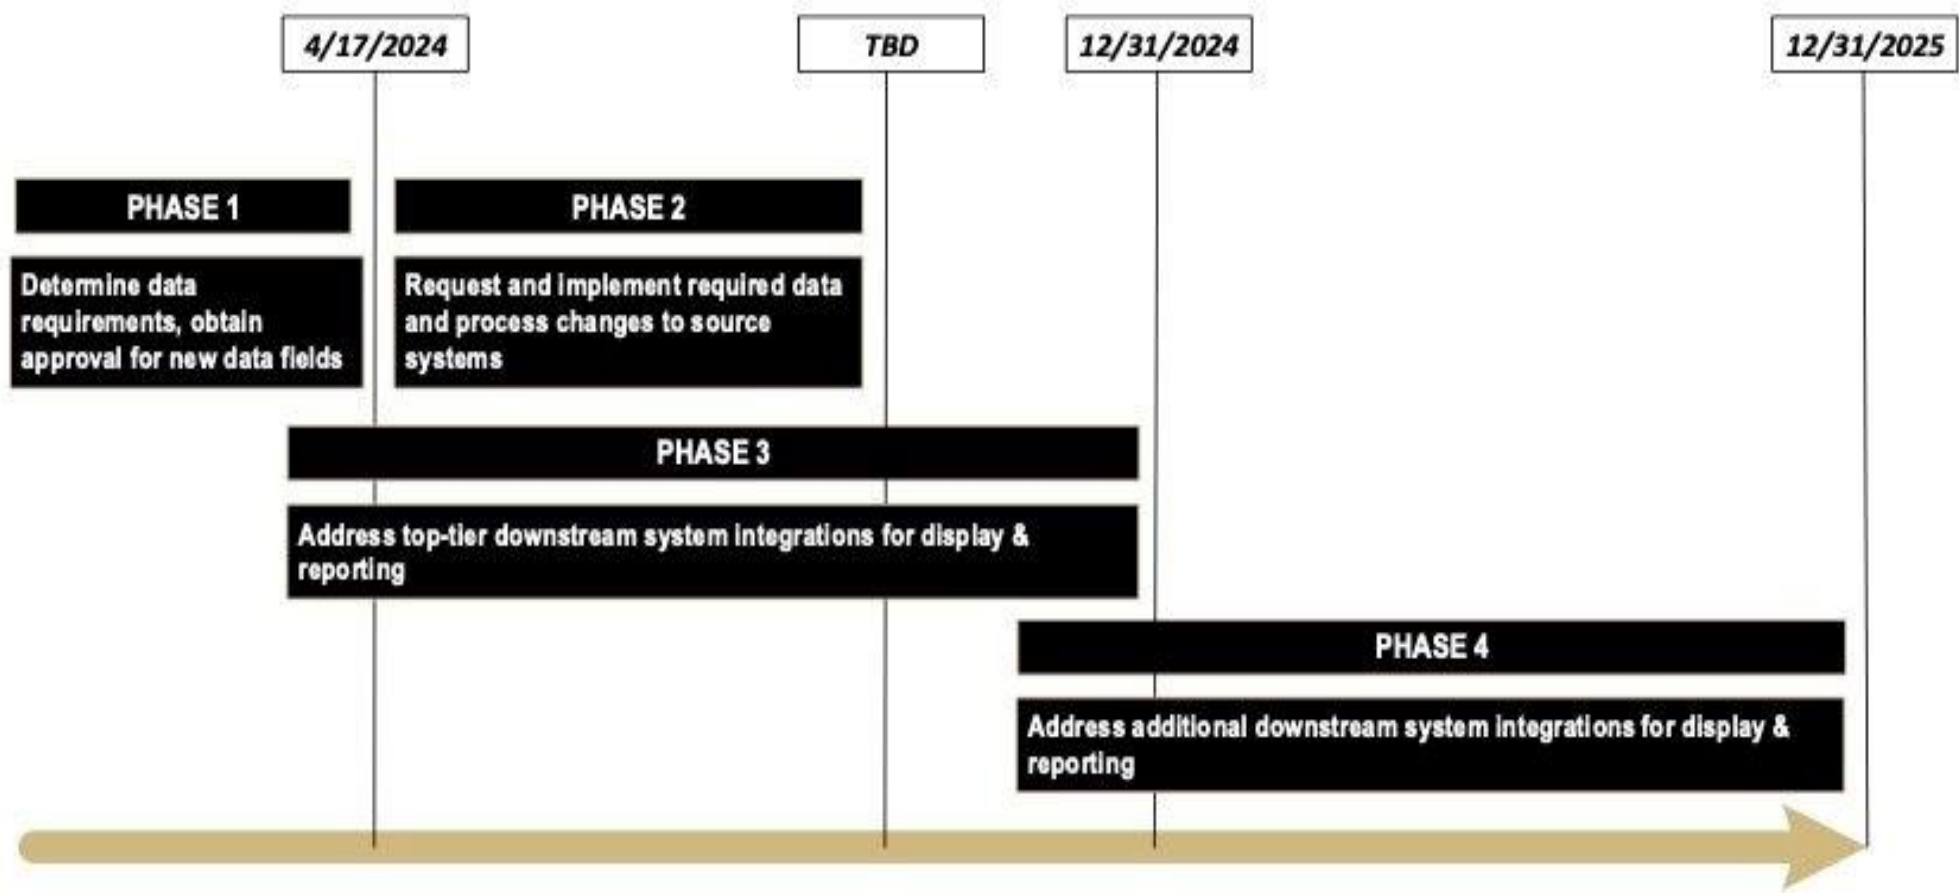 4/17/2024
TBD
12/31/2024
12/31/2025
PHASE 1
Determine data
requirements, obtain
approval for new data fields
PHASE 2
Request and implement required data
and process changes to source
systems
PHASE 3
Address top-tier downstream system integrations for display &
reporting
PHASE 4
Address additional downstream system integrations for display &
reporting